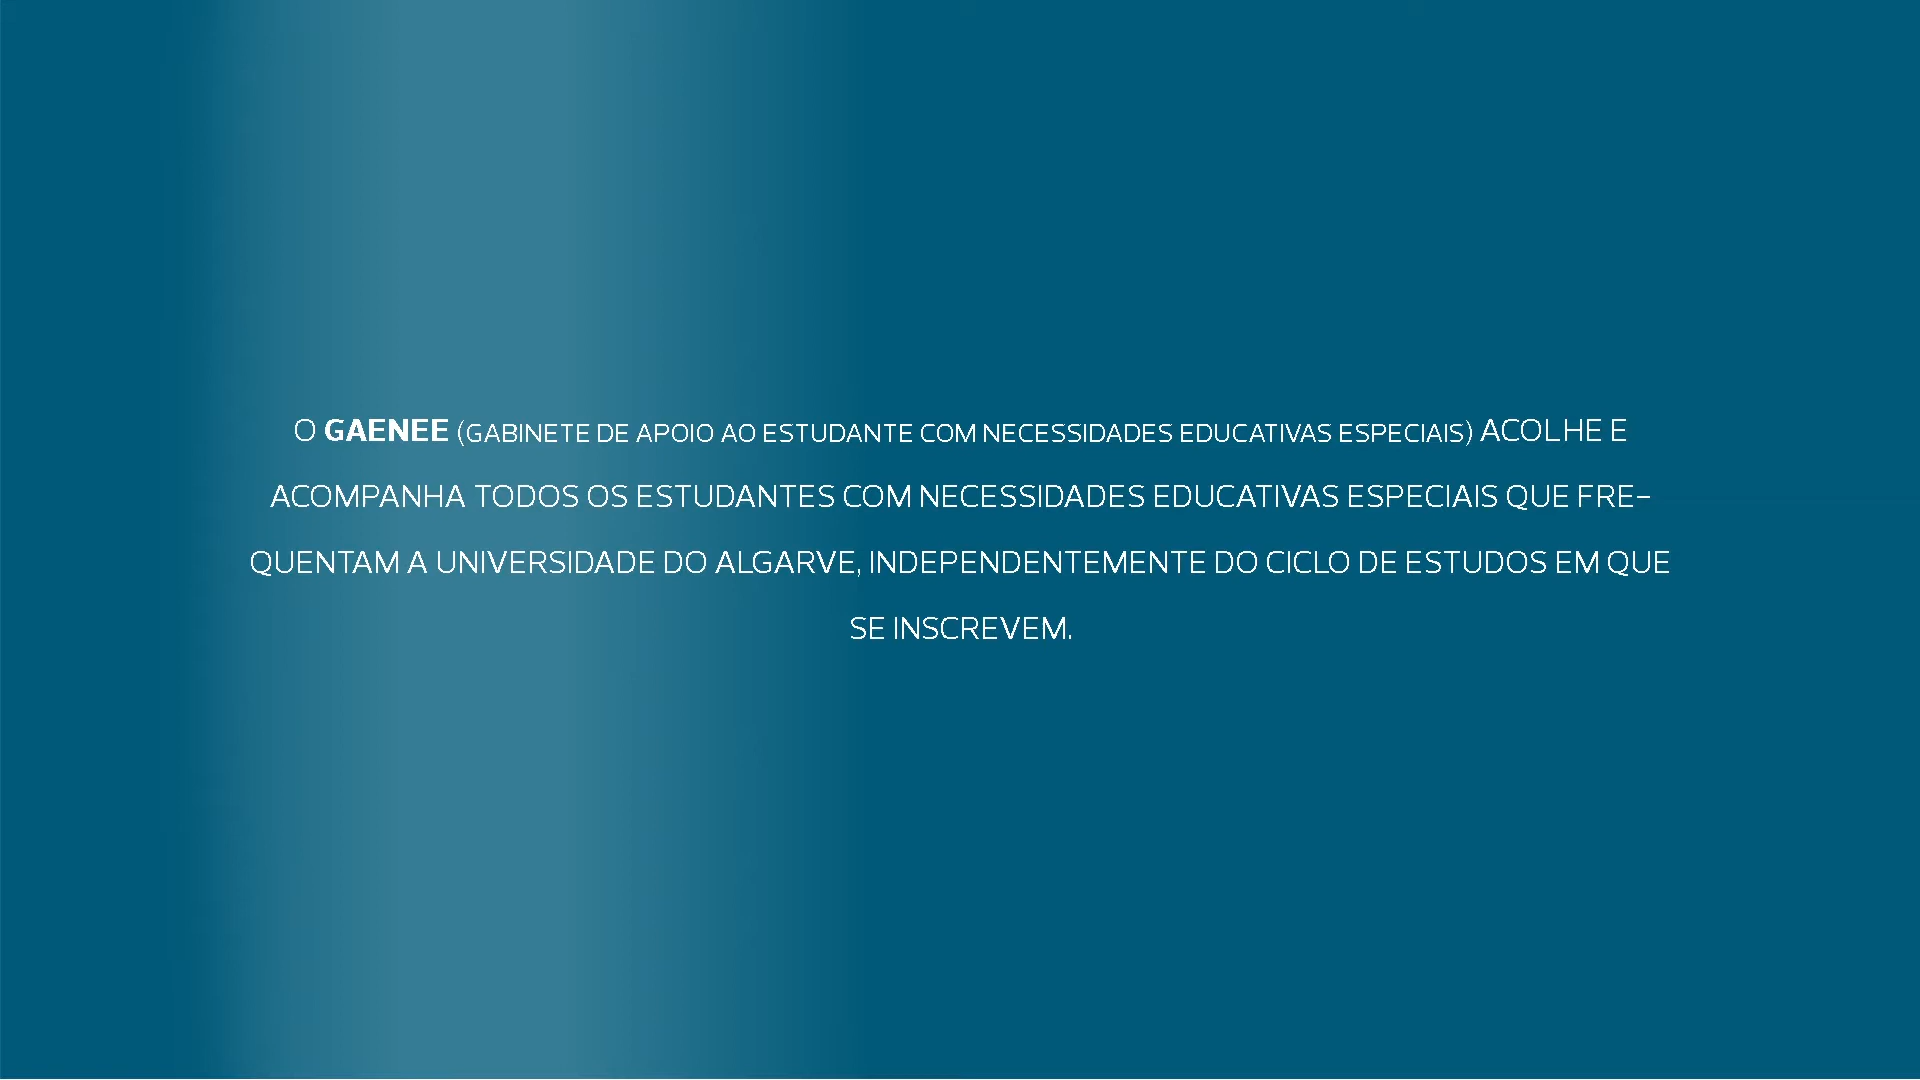 O GAENEE (GABINETE DE APOIO AO ESTUDANTE COM NECESSIDADES EDUCATIVAS ESPECIAIS) ACOLHE E
ACOMPANHA TODOS OS ESTUDANTES COM NECESSIDADES EDUCATIVAS ESPECIAIS QUE FRE-
QUENTAM A UNIVERSIDADE DO ALGARVE, INDEPENDENTEMENTE DO CICLO DE ESTUDOS EM QUE
SE INSCREVEM.